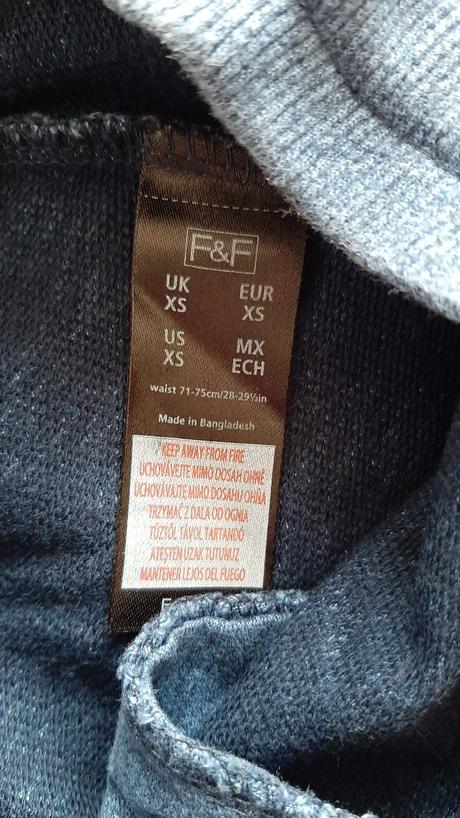 F&F
UK
XS
EUR
XS
US
XS
MX
ECH
waist 71-75cm/28-29½in
Made in Bangladesh
KEEP AWAY FROM FIRE
UCHOVÁVEJTE MIMO DOSAH OHNĚ
UCHOVÁVAJTE MIMO DOSAHU OHŇA
TRZYMAĆ Z DALA OD OGNIA
TŰZTŐL TÁVOL TARTANDÓ
ATEŞTEN UZAK TUTUNUZ
MANTENER LEJOS DEL FUEGO